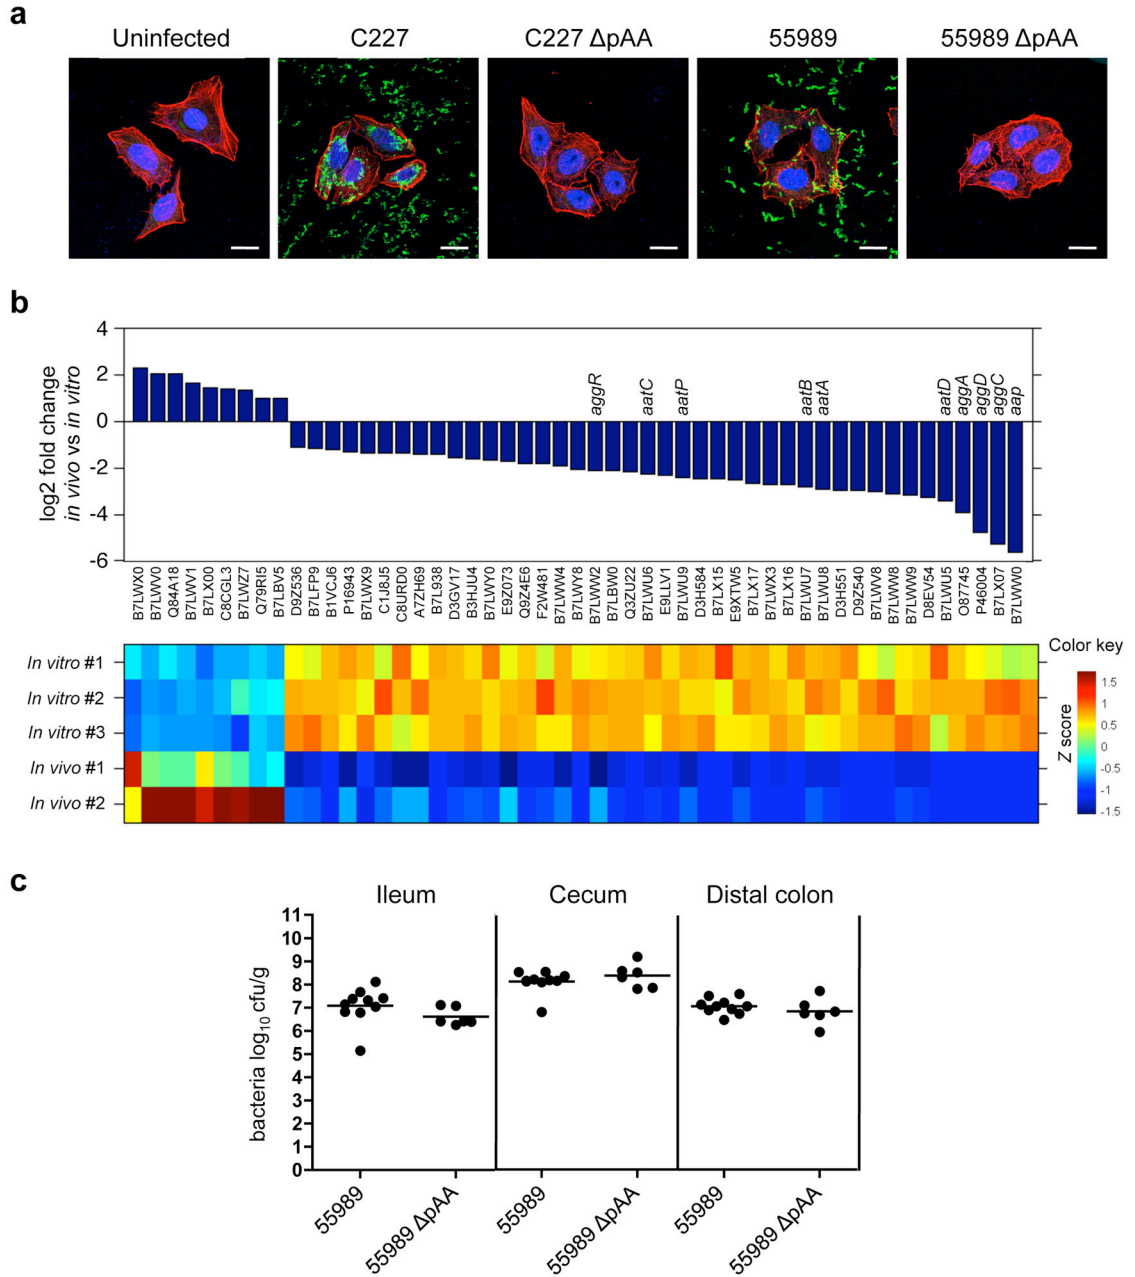 a
Uninfected
C227
C227 ΔpAA
55989
55989 ΔpAA
b
log2 fold change
in vivo vs in vitro
4
2
0
-2
-4
-6
aggR
aatC
aatP
aatB
aatA
aatD
aggA
aggD
aggC
aap
B7LWX0
B7LWV0
Q84A18
B7LWV1
B7LX00
C8CGL3
B7LWZ7
Q79RI5
B7LBV5
D9Z536
B7LFP9
B1VCJ6
P16943
B7LWX9
C1J8J5
C8URD0
A7ZH69
B7L938
D3GV17
B3HJU4
B7LWY0
E9Z073
Q9Z4E6
F2W481
B7LWW4
B7LWY8
B7LWW2
B7LBW0
Q3ZU22
B7LWU6
E9LLV1
B7LWU9
D3H584
B7LX15
E9XTW5
B7LX17
B7LWX3
B7LX16
B7LWU7
B7LWU8
D3H551
D9Z540
B7LWV8
B7LWW8
B7LWW9
D8EV54
B7LWU5
O87745
P46004
B7LX07
B7LWW0
In vitro #1
In vitro #2
In vitro #3
In vivo #1
In vivo #2
Color key
Z score
1.5
1
0.5
0
-0.5
-1
-1.5
c
Ileum
Cecum
Distal colon
bacteria log10 cfu/g
11
10
9
8
7
6
5
4
3
2
1
0
55989
55989 ΔpAA
55989
55989 ΔpAA
55989
55989 ΔpAA